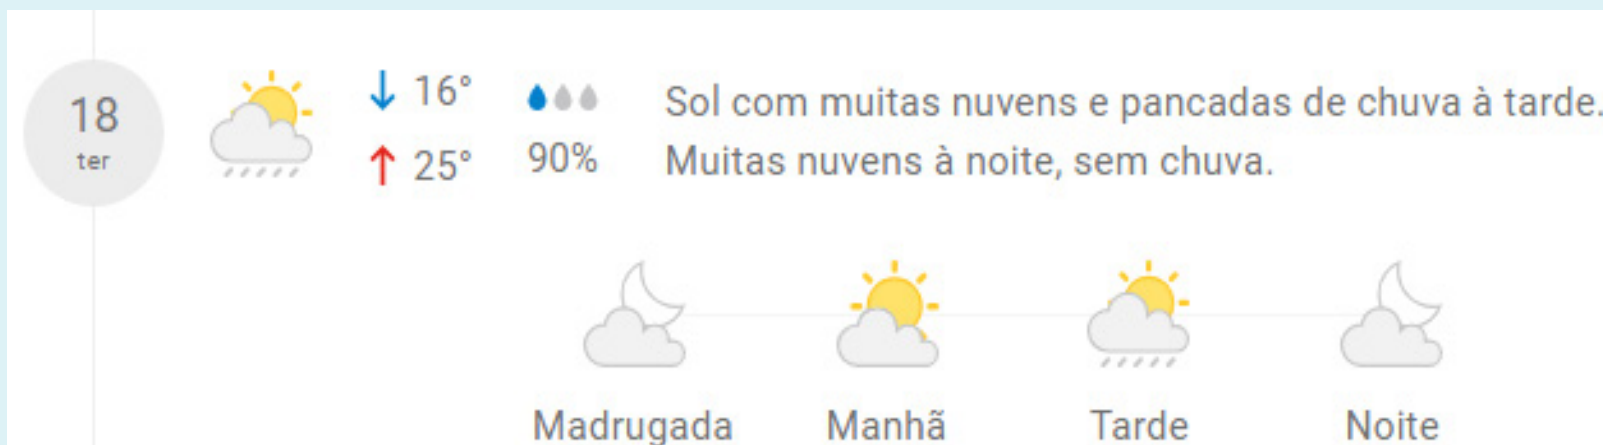 18
ter
16°
25°
90%
Sol com muitas nuvens e pancadas de chuva à tarde.
Muitas nuvens à noite, sem chuva.
Madrugada
Manhã
Tarde
Noite